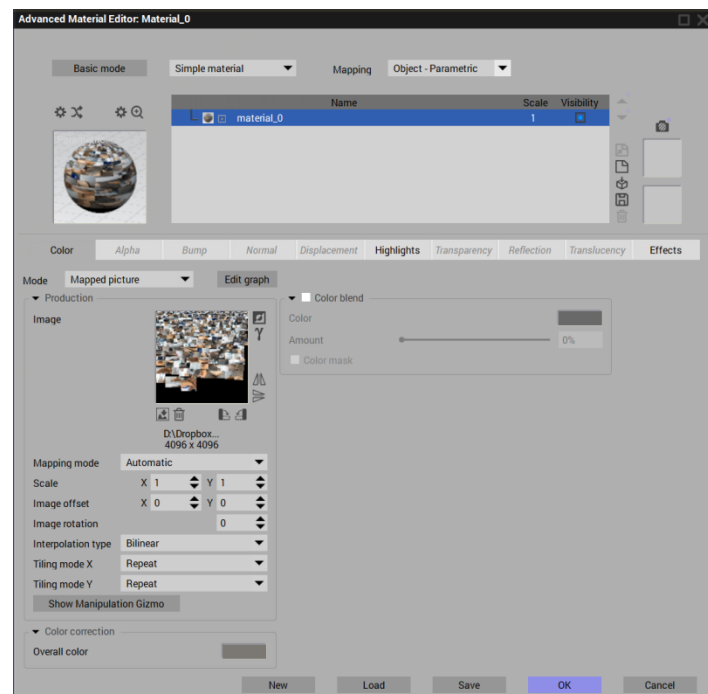 Advanced Material Editor: Material_0
Basic mode
Simple material
Mapping
Object - Parametric
Name Scale Visibility
material_0 1
Color Alpha Bump Normal Displacement Highlights Transparency Reflection Translucency Effects
Mode Mapped picture Edit graph
Production
Image
D:\Dropbox...
4096 x 4096
Mapping mode Automatic
Scale X 1 Y 1
Image offset X 0 Y 0
Image rotation 0
Interpolation type Bilinear
Tiling mode X Repeat
Tiling mode Y Repeat
Show Manipulation Gizmo
Color correction
Overall color
Color blend
Color
Amount 0%
Color mask
New Load Save OK Cancel